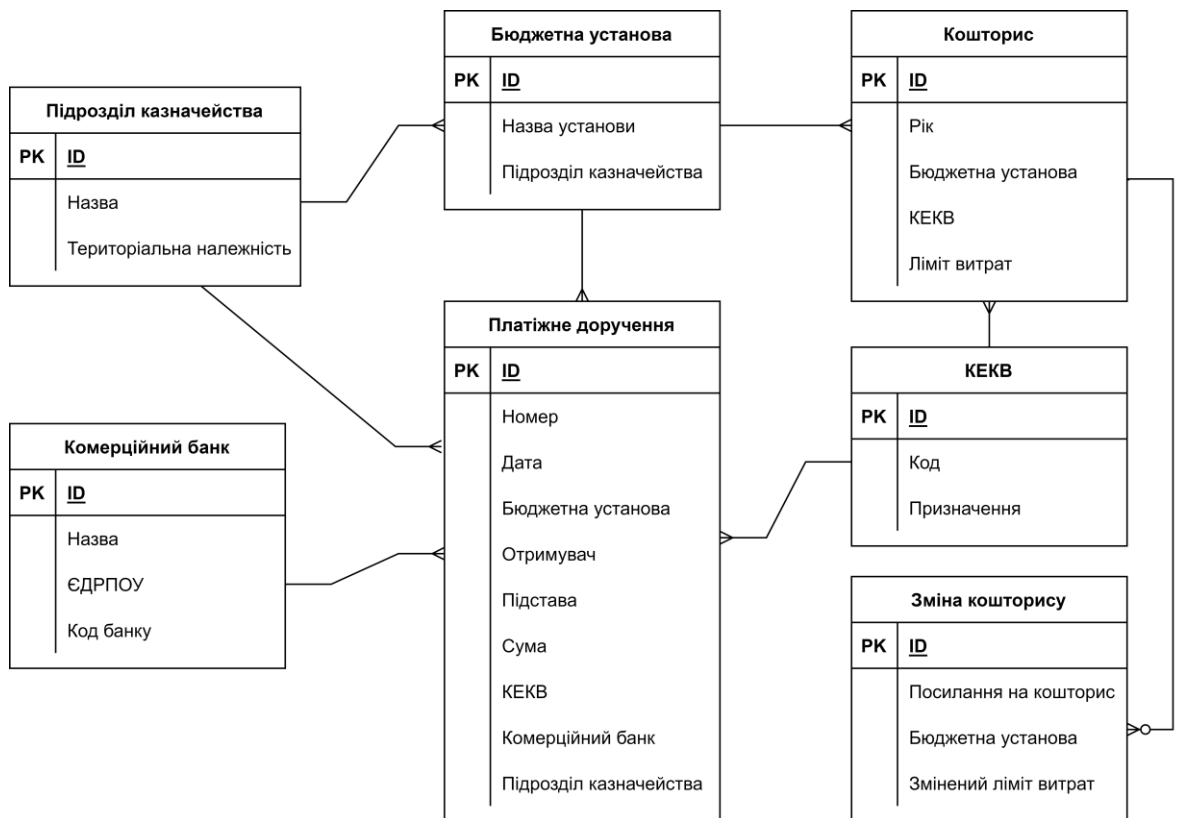 Підрозділ казначейства
PK ID
Назва
Територіальна належність
Бюджетна установа
PK ID
Назва установи
Підрозділ казначейства
Кошторис
PK ID
Рік
Бюджетна установа
КЕКВ
Ліміт витрат
Комерційний банк
PK ID
Назва
ЄДРПОУ
Код банку
Платіжне доручення
PK ID
Номер
Дата
Бюджетна установа
Отримувач
Підстава
Сума
КЕКВ
Комерційний банк
Підрозділ казначейства
КЕКВ
PK ID
Код
Призначення
Зміна кошторису
PK ID
Посилання на кошторис
Бюджетна установа
Змінений ліміт витрат